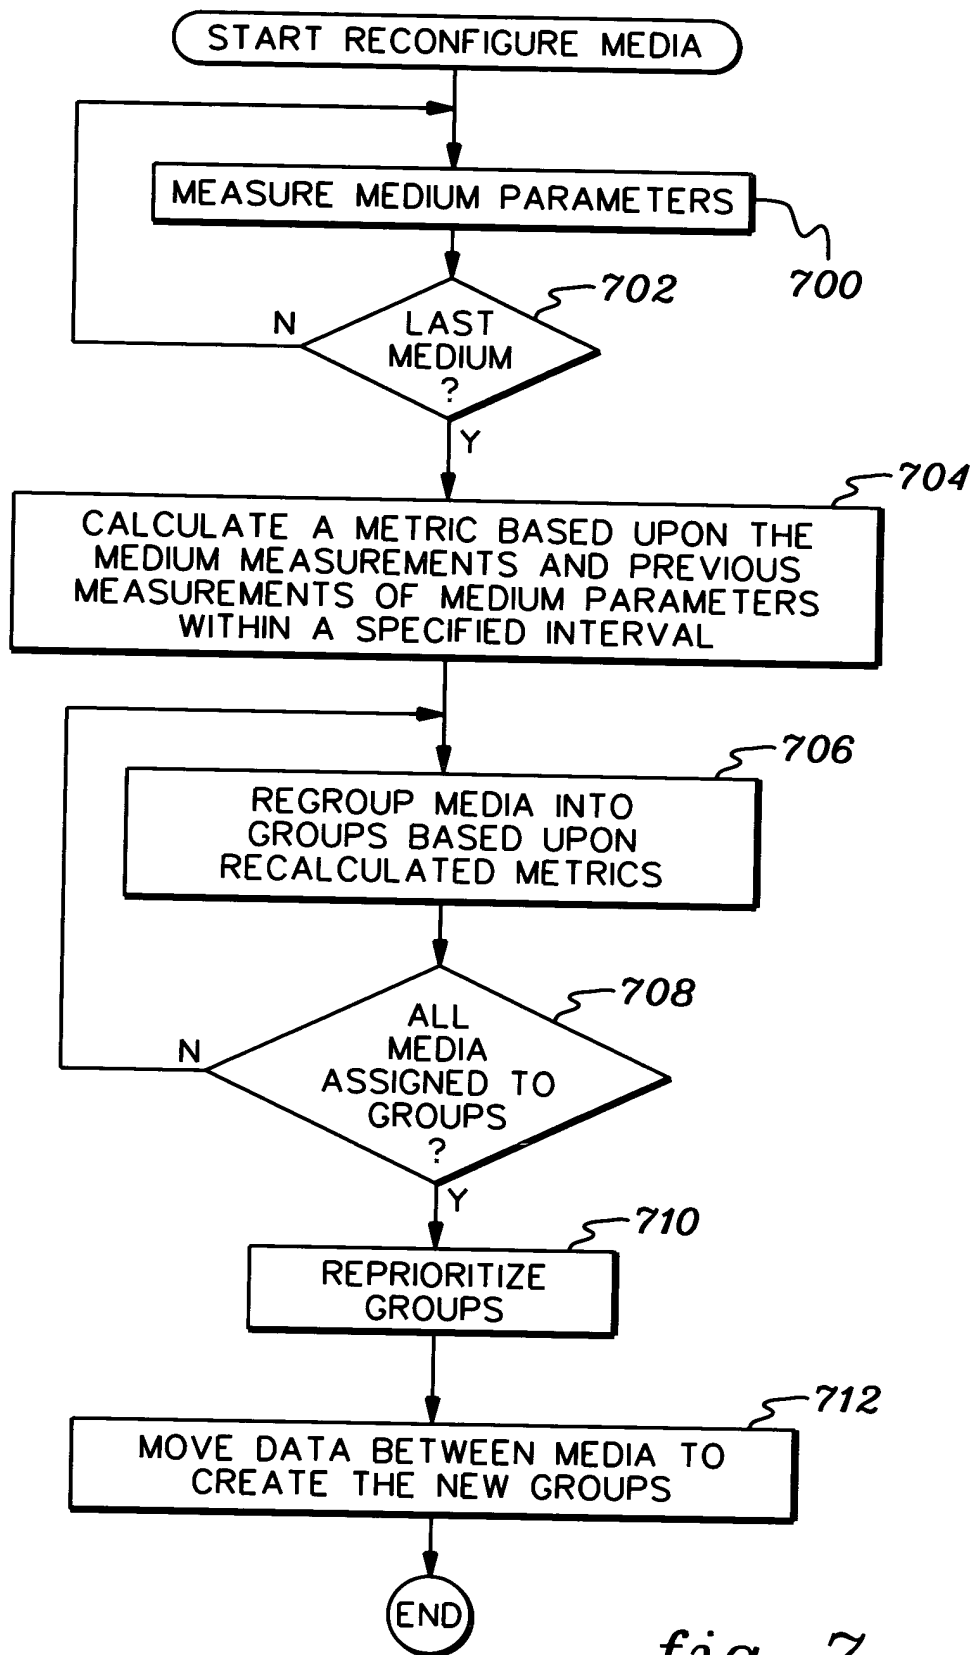 START RECONFIGURE MEDIA
MEASURE MEDIUM PARAMETERS
700
702
N
LAST
MEDIUM
?
Y
704
CALCULATE A METRIC BASED UPON THE
MEDIUM MEASUREMENTS AND PREVIOUS
MEASUREMENTS OF MEDIUM PARAMETERS
WITHIN A SPECIFIED INTERVAL
706
REGROUP MEDIA INTO
GROUPS BASED UPON
RECALCULATED METRICS
708
N
ALL
MEDIA
ASSIGNED TO
GROUPS
?
Y
710
REPRIORITIZE
GROUPS
712
MOVE DATA BETWEEN MEDIA TO
CREATE THE NEW GROUPS
END
fig. 7